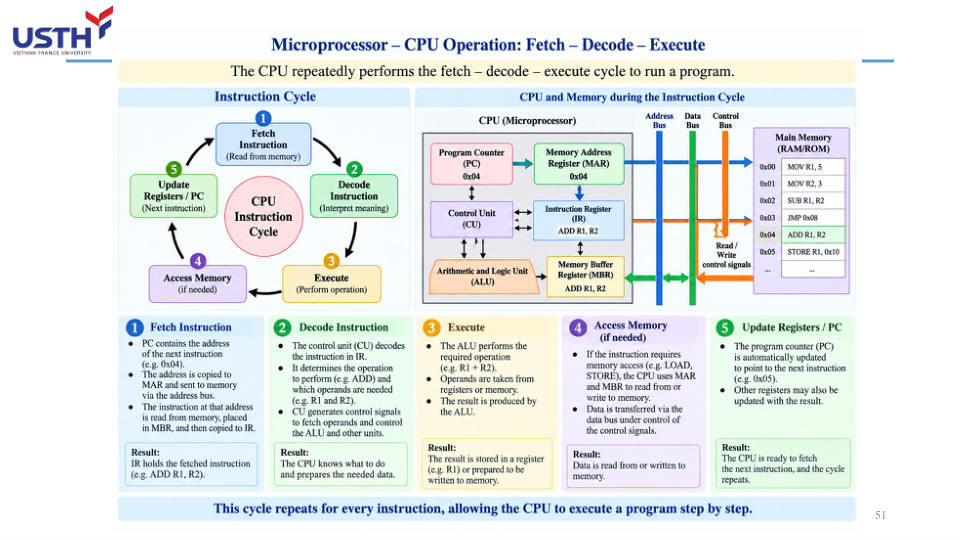 USTH
VIETNAM FRANCE UNIVERSITY
Microprocessor – CPU Operation: Fetch – Decode – Execute
The CPU repeatedly performs the fetch – decode – execute cycle to run a program.
Instruction Cycle
1
Fetch
Instruction
(Read from memory)
2
Decode
Instruction
(Interpret meaning)
3
Execute
(Perform operation)
4
Access Memory
(if needed)
5
Update
Registers / PC
(Next instruction)
CPU
Instruction
Cycle
CPU and Memory during the Instruction Cycle
CPU (Microprocessor)
Address
Bus
Data
Bus
Control
Bus
Program Counter
(PC)
0x04
Memory Address
Register (MAR)
0x04
Control Unit
(CU)
Instruction Register
(IR)
ADD R1, R2
Arithmetic and Logic Unit
(ALU)
Memory Buffer
Register (MBR)
ADD R1, R2
Read /
Write
control signals
Main Memory
(RAM/ROM)
0x00 MOV R1, 5
0x01 MOV R2, 3
0x02 SUB R1, R2
0x03 JMP 0x08
0x04 ADD R1, R2
0x05 STORE R1, 0x10
... ...
1 Fetch Instruction
• PC contains the address
of the next instruction
(e.g. 0x04).
• The address is copied to
MAR and sent to memory
via the address bus.
• The instruction at that address
is read from memory, placed
in MBR, and then copied to IR.
Result:
IR holds the fetched instruction
(e.g. ADD R1, R2).
2 Decode Instruction
• The control unit (CU) decodes
the instruction in IR.
• It determines the operation
to perform (e.g. ADD) and
which operands are needed
(e.g. R1 and R2).
• CU generates control signals
to fetch operands and control
the ALU and other units.
Result:
The CPU knows what to do
and prepares the needed data.
3 Execute
• The ALU performs the
required operation
(e.g. R1 + R2).
• Operands are taken from
registers or memory.
• The result is produced by
the ALU.
Result:
The result is stored in a register
(e.g. R1) or prepared to be
written to memory.
4 Access Memory
(if needed)
• If the instruction requires
memory access (e.g. LOAD,
STORE), the CPU uses MAR
and MBR to read from or
write to memory.
• Data is transferred via the
data bus under control of
the control signals.
Result:
Data is read from or written to
memory.
5 Update Registers / PC
• The program counter (PC)
is automatically updated
to point to the next instruction
(e.g. 0x05).
• Other registers may also be
updated with the result.
Result:
The CPU is ready to fetch
the next instruction, and the cycle
repeats.
This cycle repeats for every instruction, allowing the CPU to execute a program step by step.
51